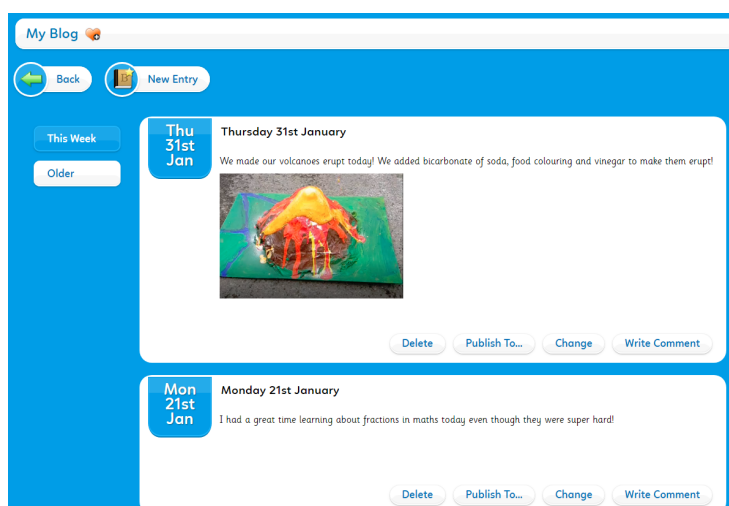 My Blog
Back
New Entry
This Week
Older
Thu
31st
Jan
Thursday 31st January
We made our volcanoes erupt today! We added bicarbonate of soda, food colouring and vinegar to make them erupt!
Delete
Publish To...
Change
Write Comment
Mon
21st
Jan
Monday 21st January
I had a great time learning about fractions in maths today even though they were super hard!
Delete
Publish To...
Change
Write Comment